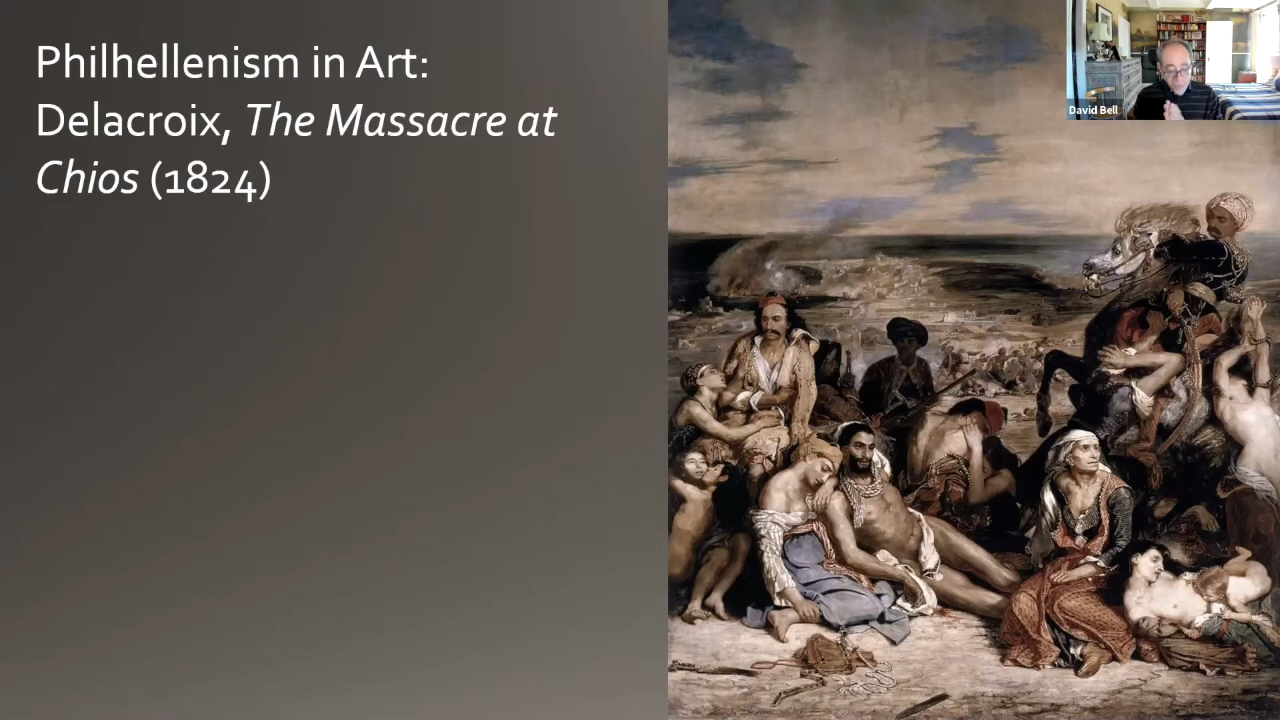 Philhellenism in Art:
Delacroix, The Massacre at
Chios (1824)
David Bell